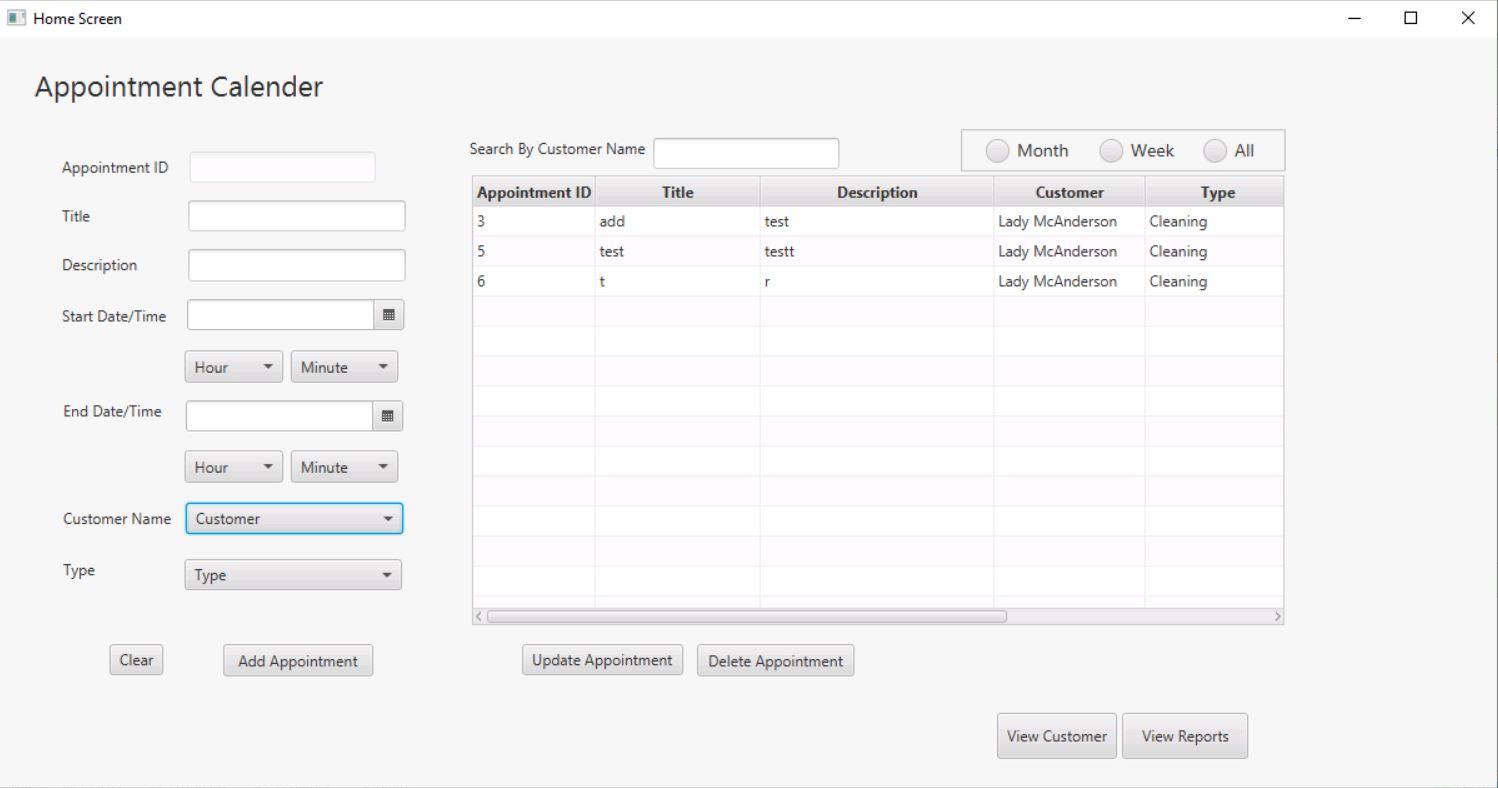 Home Screen
Appointment Calender
Appointment ID
Title
Description
Start Date/Time
Hour Minute
End Date/Time
Hour Minute
Customer Name Customer
Type Type
Clear Add Appointment
Search By Customer Name
Month Week All
Appointment ID Title Description Customer Type
3 add test Lady McAnderson Cleaning
5 test testt Lady McAnderson Cleaning
6 t r Lady McAnderson Cleaning
Update Appointment Delete Appointment
View Customer View Reports